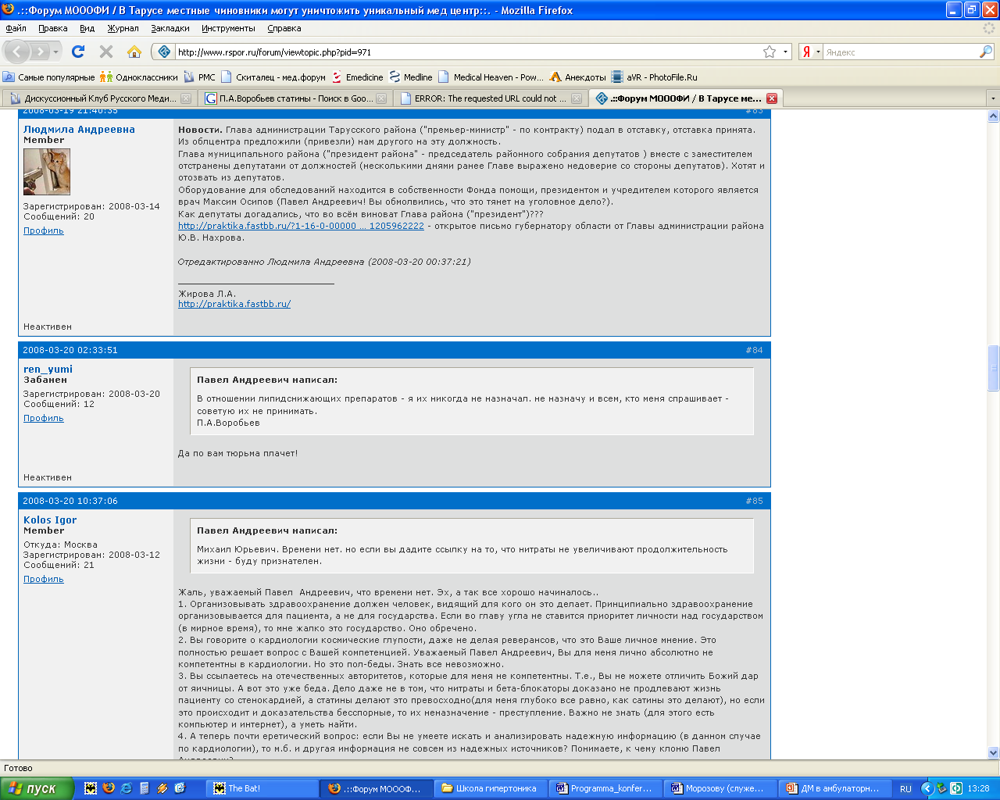 .::Форум МОООФИ / В Тарусе местные чиновники могут уничтожить уникальный мед центр::. - Mozilla Firefox
Файл Правка Вид Журнал Закладки Инструменты Справка
http://www.rspor.ru/forum/viewtopic.php?pid=971
Яндекс
Самые популярные Одноклассники РМС Скиталец - мед.форум Emedicine Medline Medical Heaven - Pow... Анекдоты aVR - PhotoFile.Ru
Дискуссионный Клуб Русского Меди... П.А.Воробьев статины - Поиск в Goo... ERROR: The requested URL could not ... .::Форум МОООФИ / В Тарусе ме...
2008-03-19 21:40:35 #83
Людмила Андреевна
Member
Зарегистрирован: 2008-03-14
Сообщений: 20
Профиль
Неактивен
Новости. Глава администрации Тарусского района ("премьер-министр" - по контракту) подал в отставку, отставка принята.
Из облцентра предложили (привезли) нам другого на эту должность.
Глава муниципального района ("президент района" - председатель районного собрания депутатов ) вместе с заместителем
отстранены депутатами от должностей (несколькими днями ранее Главе выражено недоверие со стороны депутатов). Хотят и
отозвать из депутатов.
Оборудование для обследований находится в собственности Фонда помощи, президентом и учредителем которого является
врач Максим Осипов (Павел Андреевич! Вы обмолвились, что это тянет на уголовное дело?).
Как депутаты догадались, что во всём виноват Глава района ("президент")???
http://praktika.fastbb.ru/?1-16-0-00000 ... 1205962222 - открытое письмо губернатору области от Главы администрации района
Ю.В. Нахрова.
Отредактированно Людмила Андреевна (2008-03-20 00:37:21)
Жирова Л.А.
http://praktika.fastbb.ru/
2008-03-20 02:33:51 #84
ren_yumi
Забанен
Зарегистрирован: 2008-03-20
Сообщений: 12
Профиль
Неактивен
Павел Андреевич написал:
В отношении липидснижающих препаратов - я их никогда не назначал. не назначу и всем, кто меня спрашивает -
советую их не принимать.
П.А.Воробьев
Да по вам тюрьма плачет!
2008-03-20 10:37:06 #85
Kolos Igor
Member
Откуда: Москва
Зарегистрирован: 2008-03-12
Сообщений: 21
Профиль
Павел Андреевич написал:
Михаил Юрьевич. Времени нет. но если вы дадите ссылку на то, что нитраты не увеличивают продолжительность
жизни - буду признателен.
Жаль, уважаемый Павел  Андреевич, что времени нет. Эх, а так все хорошо начиналось..
1. Организовывать здравоохранение должен человек, видящий для кого он это делает. Принципиально здравоохранение
организовывается для пациента, а не для государства. Если во главу угла не ставится приоритет личности над государством
(в мирное время), то мне жалко это государство. Оно обречено.
2. Вы говорите о кардиологии космические глупости, даже не делая реверансов, что это Ваше личное мнение. Это
полностью решает вопрос с Вашей компетенцией. Уважаемый Павел Андреевич, Вы для меня лично абсолютно не
компетентны в кардиологии. Но это пол-беды. Знать все невозможно.
3. Вы ссылаетесь на отечественных авторитетов, которые для меня не компетентны. Т.е., Вы не можете отличить Божий дар
от яичницы. А вот это уже беда. Дело даже не в том, что нитраты и бета-блокаторы доказано не продлевают жизнь
пациенту со стенокардией, а статины делают это превосходно(для меня глубоко все равно, как сатины это делают), но если
это происходит и доказательства бесспорные, то их неназначение - преступление. Важно не знать (для этого есть
компьютер и интернет), а уметь найти.
4. А теперь почти еретический вопрос: если Вы не умеете искать и анализировать надежную информацию (в данном случае
по кардиологии), то м.б. и другая информация не совсем из надежных источников? Понимаете, к чему клоню Павел
Андреевич?
Готово
пуск The Bat! .::Форум МОООФ... Школа гипертоника Programma_konfer... Морозову (служе... ДМ в амбулаторн... RU 13:28